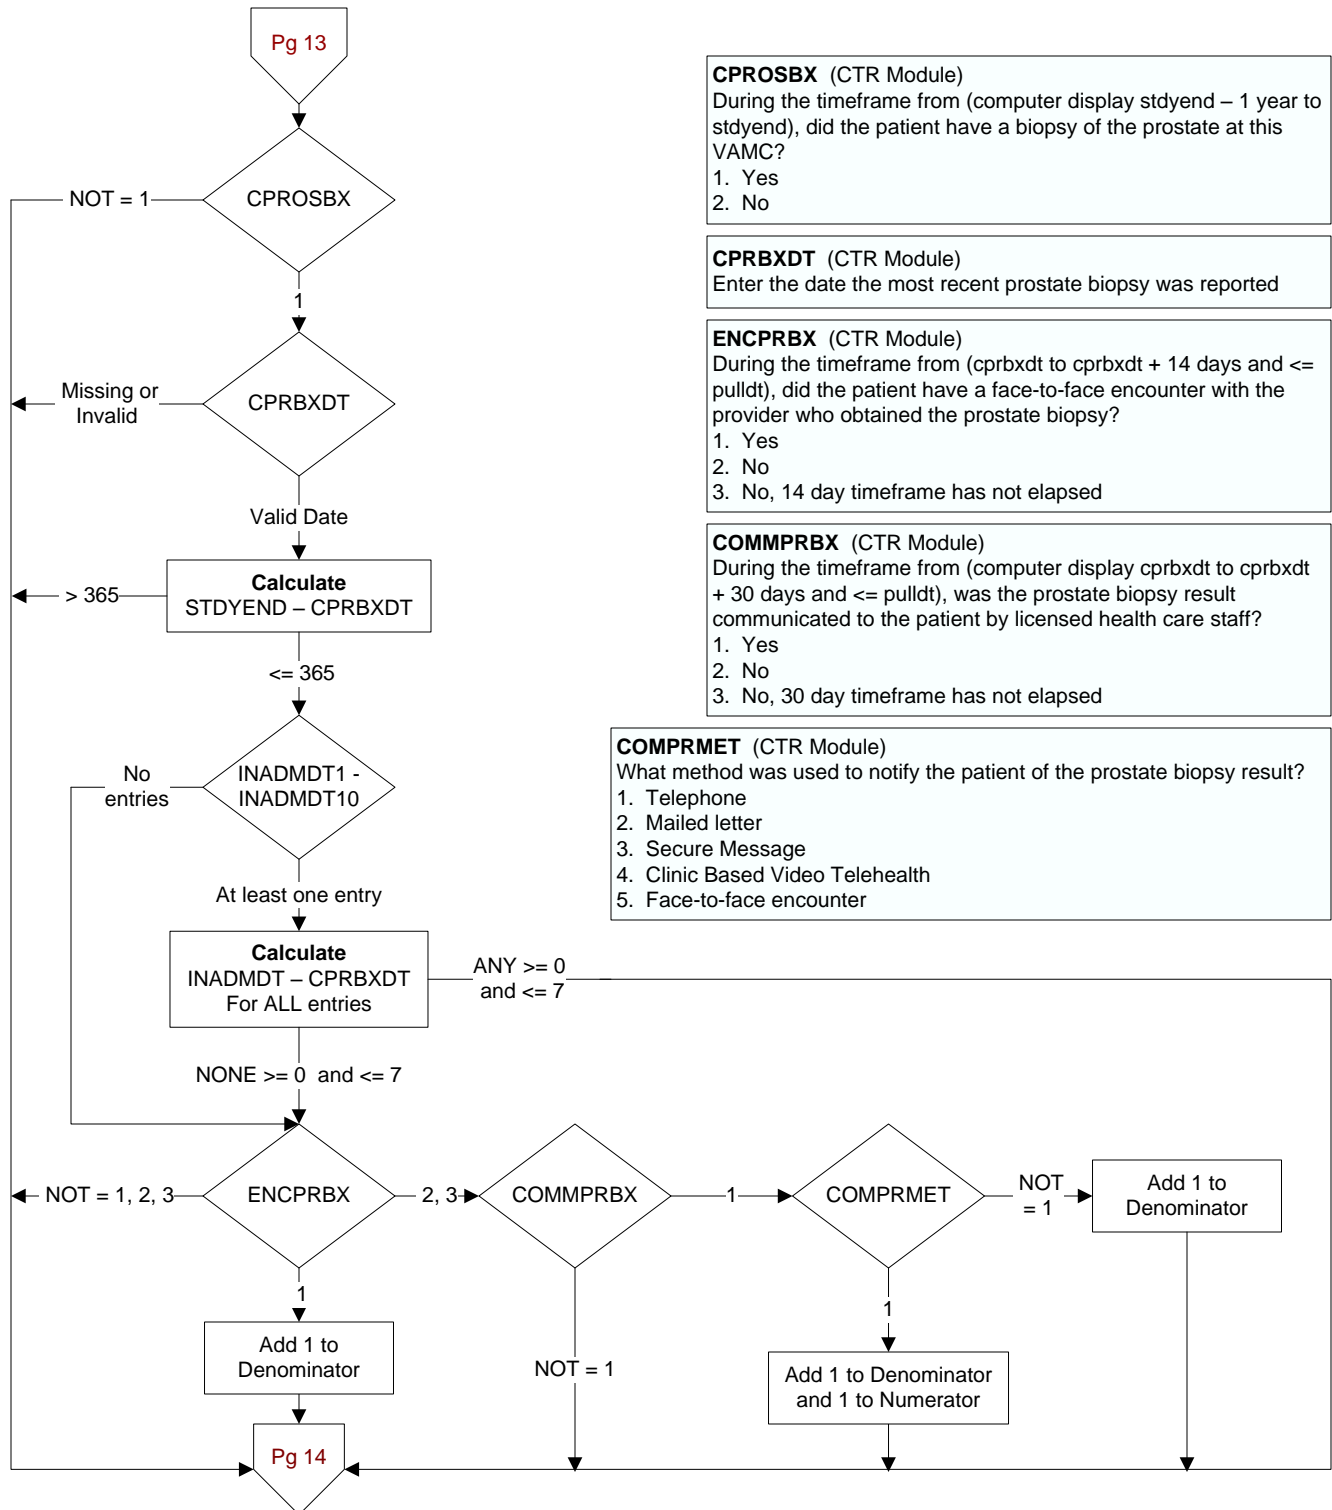 Pg 13
CPROSBX (CTR Module)
During the timeframe from (computer display stdyend – 1 year to
stdyend), did the patient have a biopsy of the prostate at this
VAMC?
1. Yes
2. No
CPRBXDT (CTR Module)
Enter the date the most recent prostate biopsy was reported
ENCPRBX (CTR Module)
During the timeframe from (cprbxdt to cprbxdt + 14 days and <=
pulldt), did the patient have a face-to-face encounter with the
provider who obtained the prostate biopsy?
1. Yes
2. No
3. No, 14 day timeframe has not elapsed
COMMPRBX (CTR Module)
During the timeframe from (computer display cprbxdt to cprbxdt
+ 30 days and <= pulldt), was the prostate biopsy result
communicated to the patient by licensed health care staff?
1. Yes
2. No
3. No, 30 day timeframe has not elapsed
COMPRMET (CTR Module)
What method was used to notify the patient of the prostate biopsy result?
1. Telephone
2. Mailed letter
3. Secure Message
4. Clinic Based Video Telehealth
5. Face-to-face encounter
CPROSBX
NOT = 1
1
CPRBXDT
Missing or
Invalid
Valid Date
Calculate
STDYEND – CPRBXDT
> 365
<= 365
INADMDT1 -
INADMDT10
No
entries
At least one entry
Calculate
INADMDT – CPRBXDT
For ALL entries
ANY >= 0
and <= 7
NONE >= 0 and <= 7
ENCPRBX
NOT = 1, 2, 3
2, 3
COMMPRBX
1
COMPRMET
NOT
= 1
Add 1 to
Denominator
1
Add 1 to
Denominator
NOT = 1
1
Add 1 to Denominator
and 1 to Numerator
Pg 14